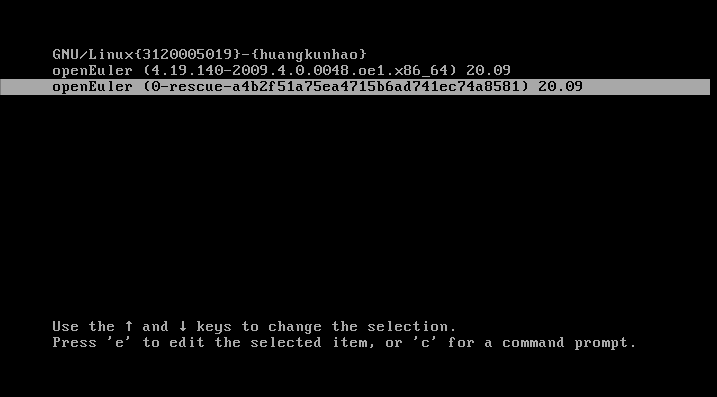 GNU/Linux{3120005019}-{huangkunhao}
openEuler (4.19.140-2009.4.0.0048.oe1.x86_64) 20.09
openEuler (0-rescue-a4b2f51a75ea4715b6ad741ec74a8581) 20.09
Use the ↑ and ↓ keys to change the selection.
Press 'e' to edit the selected item, or 'c' for a command prompt.